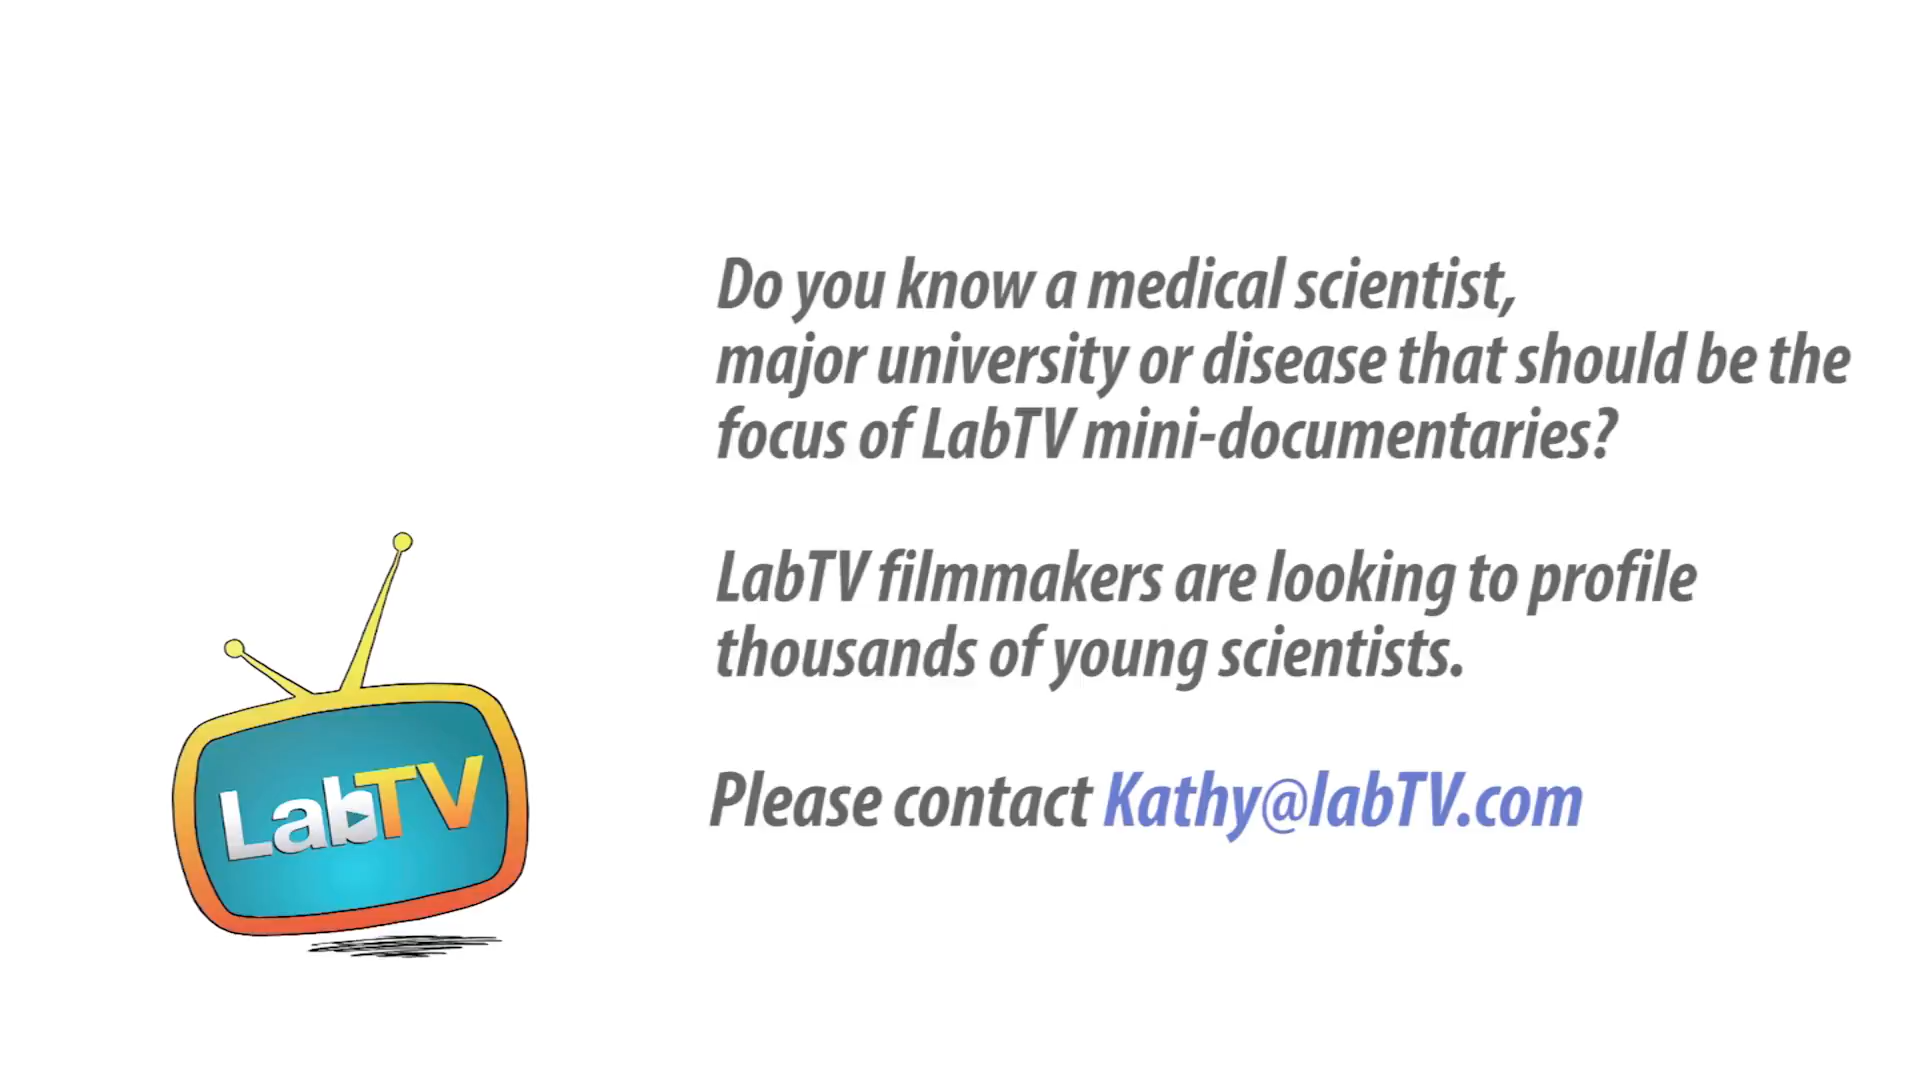 Do you know a medical scientist,
major university or disease that should be the
focus of LabTV mini-documentaries?
LabTV filmmakers are looking to profile
thousands of young scientists.
Please contact Kathy@labTV.com
LabTV